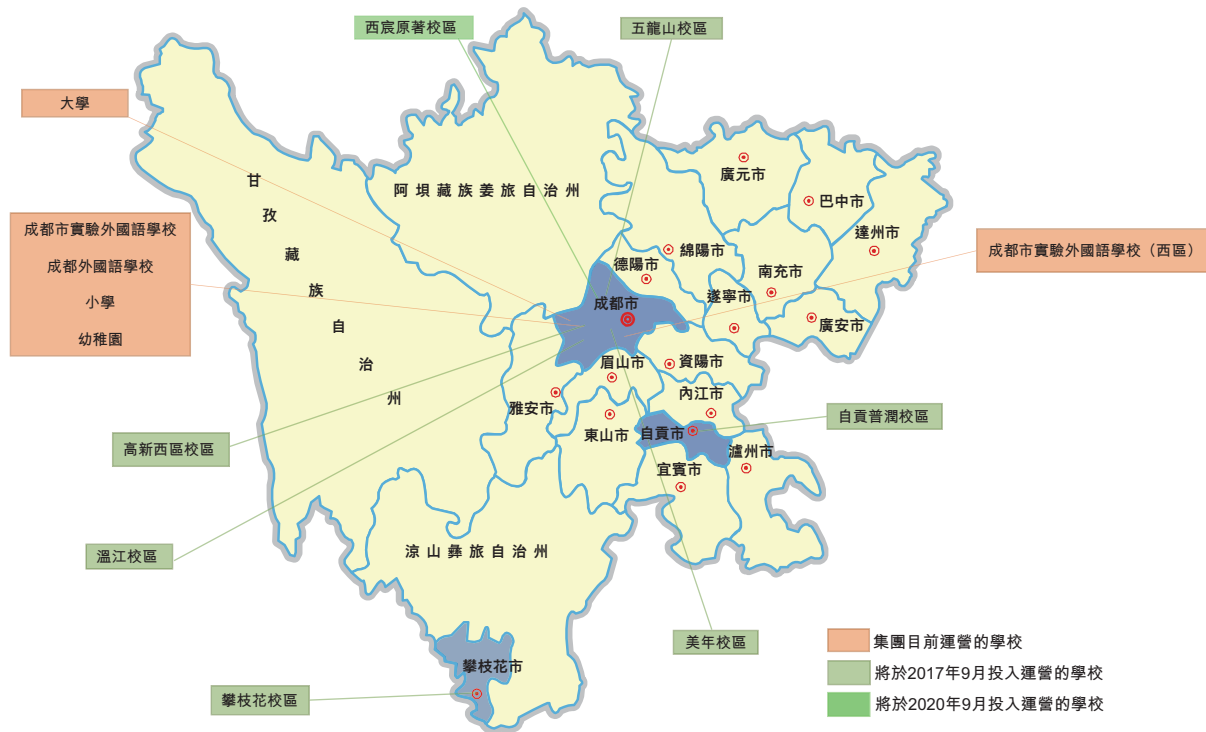 西宸原著校區
五龍山校區
大學
成都市實驗外國語學校
成都外國語學校
小學
幼稚園
成都市實驗外國語學校（西區）
高新西區校區
溫江校區
攀枝花校區
美年校區
自貢普潤校區
甘孜藏族自治州
阿垻藏族姜旅自治州
廣元市
巴中市
達州市
綿陽市
德陽市
南充市
遂寧市
成都市
廣安市
資陽市
眉山市
內江市
雅安市
東山市
自貢市
瀘州市
宜賓市
涼山彝旅自治州
攀枝花市
集團目前運營的學校
將於2017年9月投入運營的學校
將於2020年9月投入運營的學校